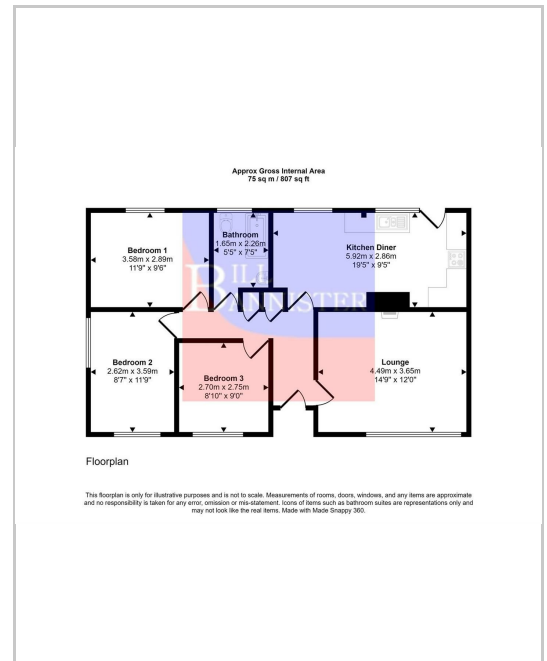 Approx Gross Internal Area
75 sq m / 807 sq ft
Bedroom 1
3.58m x 2.89m
11'9" x 9'6"
Bathroom
1.65m x 2.26m
5'5" x 7'5"
Kitchen Diner
5.92m x 2.86m
19'5" x 9'5"
BILL
BANNISTER
Bedroom 2
2.62m x 3.59m
8'7" x 11'9"
Bedroom 3
2.70m x 2.75m
8'10" x 9'0"
Lounge
4.49m x 3.65m
14'9" x 12'0"
Floorplan
This floorplan is only for illustrative purposes and is not to scale. Measurements of rooms, doors, windows, and any items are approximate
and no responsibility is taken for any error, omission or mis-statement. Icons of items such as bathroom suites are representations only and
may not look like the real items. Made with Made Snappy 360.